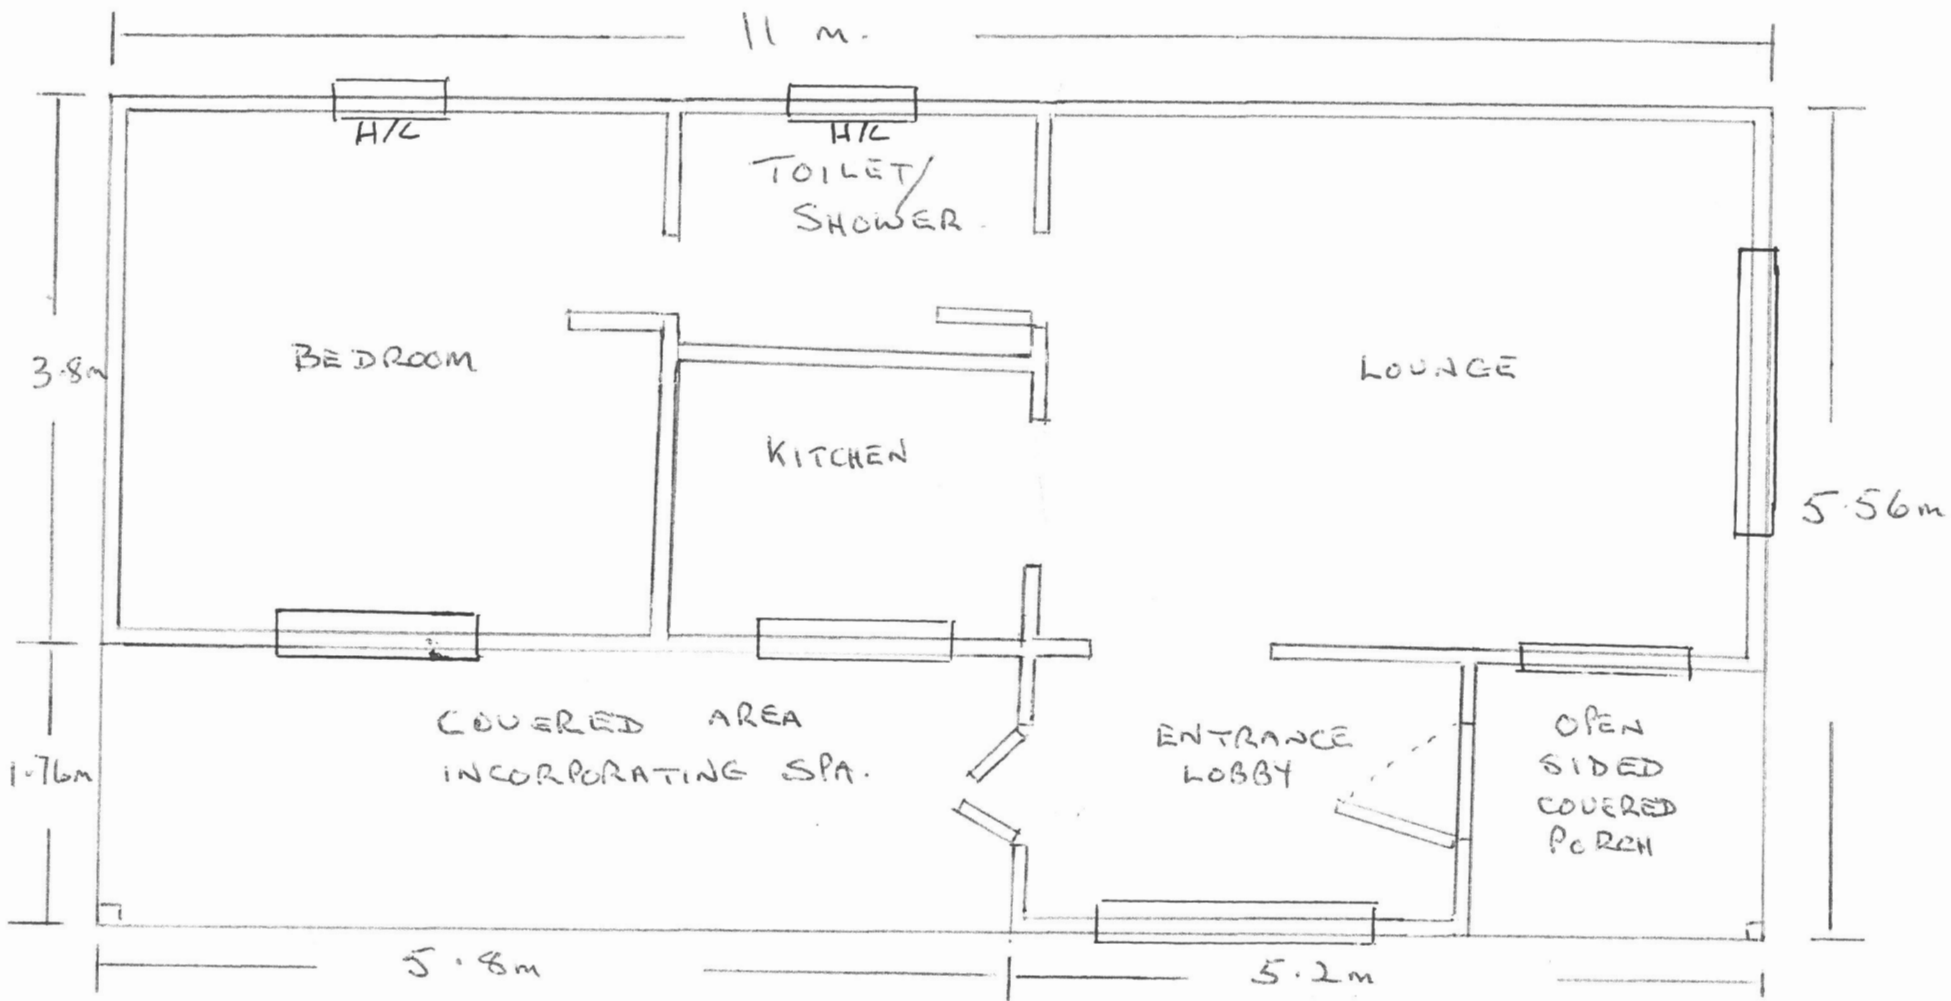 11 m.
H/C
H/C
TOILET/
SHOWER.
BEDROOM
3.8m
LOUNGE
KITCHEN
5.56m
COVERED AREA
INCORPORATING SPA.
1.76m
ENTRANCE
LOBBY
OPEN
SIDED
COVERED
PORCH
5.8m
5.2m